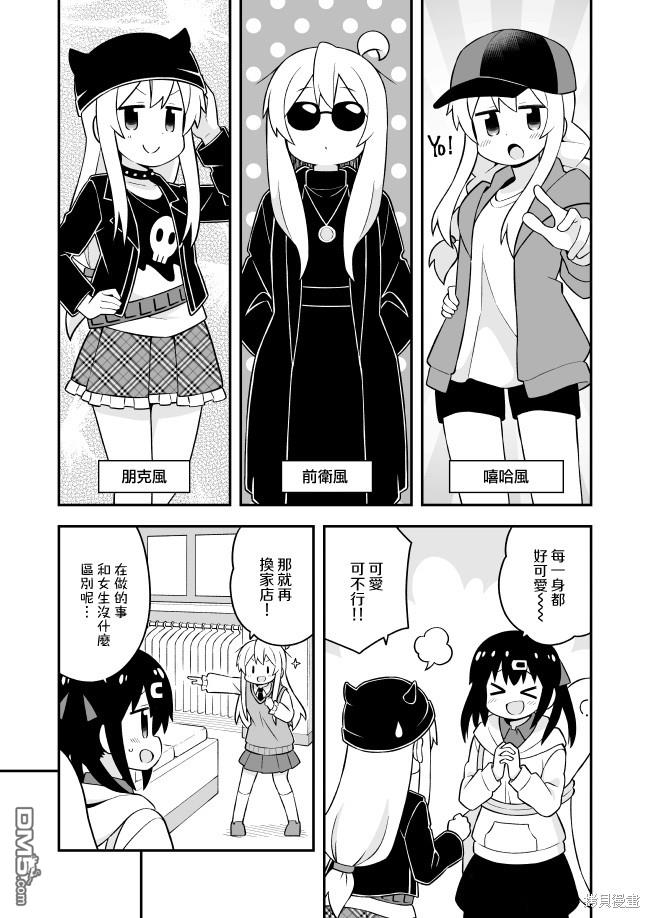 Yo!
嘻哈風
前衛風
朋克風
每一身都
好可愛~~
可愛
可不行!!
那就再
換家店!
在做的事
和女生沒什麼
區別呢…
DM5.com
拷貝漫畫